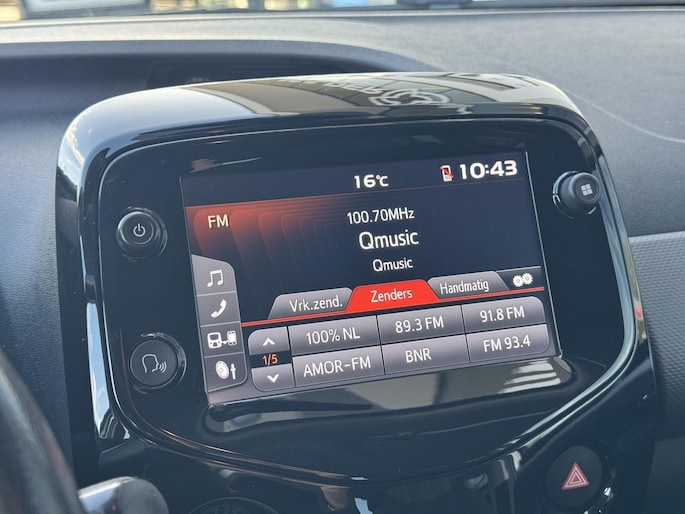 16°C
10:43
FM
100.70MHz
Qmusic
Qmusic
Vrk.zend.
Zenders
Handmatig
100% NL
89.3 FM
91.8 FM
1/5
AMOR-FM
BNR
FM 93.4